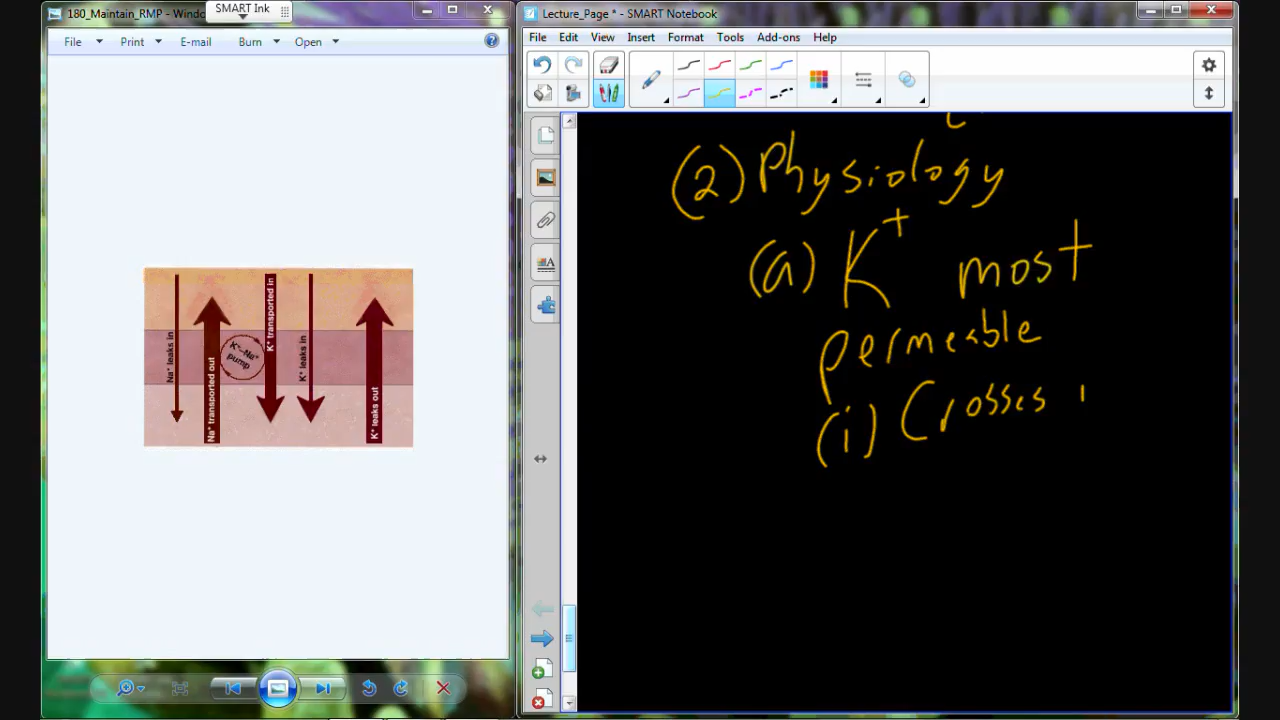 180_Maintain_RMP - Windc
SMART Ink
File Print E-mail Burn Open
Na⁺ leaks in
Na⁺ transported out
K⁺–Na⁺
pump
K⁺ transported in
K⁺ leaks in
K⁺ leaks out
Lecture_Page * - SMART Notebook
File Edit View Insert Format Tools Add-ons Help
(2) Physiology
(a) K⁺ most
permeable
(i) Crosses